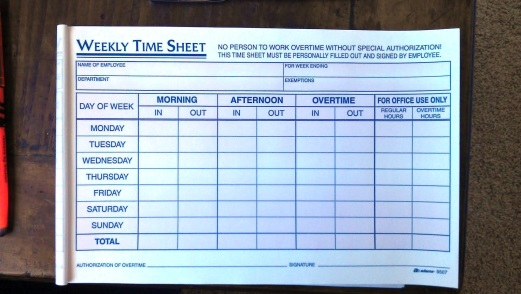 WEEKLY TIME SHEET
NO PERSON TO WORK OVERTIME WITHOUT SPECIAL AUTHORIZATION!
THIS TIME SHEET MUST BE PERSONALLY FILLED OUT AND SIGNED BY EMPLOYEE.
NAME OF EMPLOYEE FOR WEEK ENDING
DEPARTMENT EXEMPTIONS
DAY OF WEEK MORNING AFTERNOON OVERTIME FOR OFFICE USE ONLY
IN OUT IN OUT IN OUT REGULAR HOURS OVERTIME HOURS
MONDAY
TUESDAY
WEDNESDAY
THURSDAY
FRIDAY
SATURDAY
SUNDAY
TOTAL
AUTHORIZATION OF OVERTIME SIGNATURE